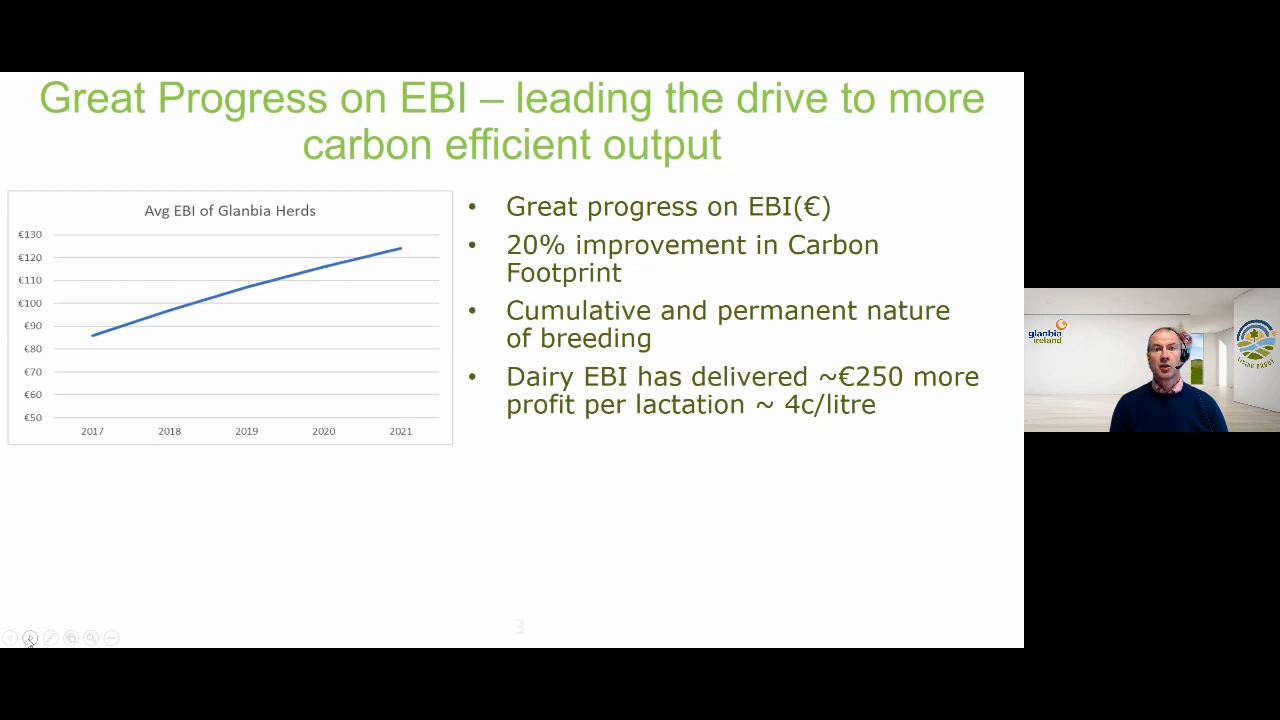 Great Progress on EBI – leading the drive to more
carbon efficient output
Avg EBI of Glanbia Herds
€130
€120
€110
€100
€90
€80
€70
€60
€50
2017 2018 2019 2020 2021
• Great progress on EBI(€)
• 20% improvement in Carbon
Footprint
• Cumulative and permanent nature
of breeding
• Dairy EBI has delivered ~€250 more
profit per lactation ~ 4c/litre
3
glanbia
ireland
LIVING PROOF